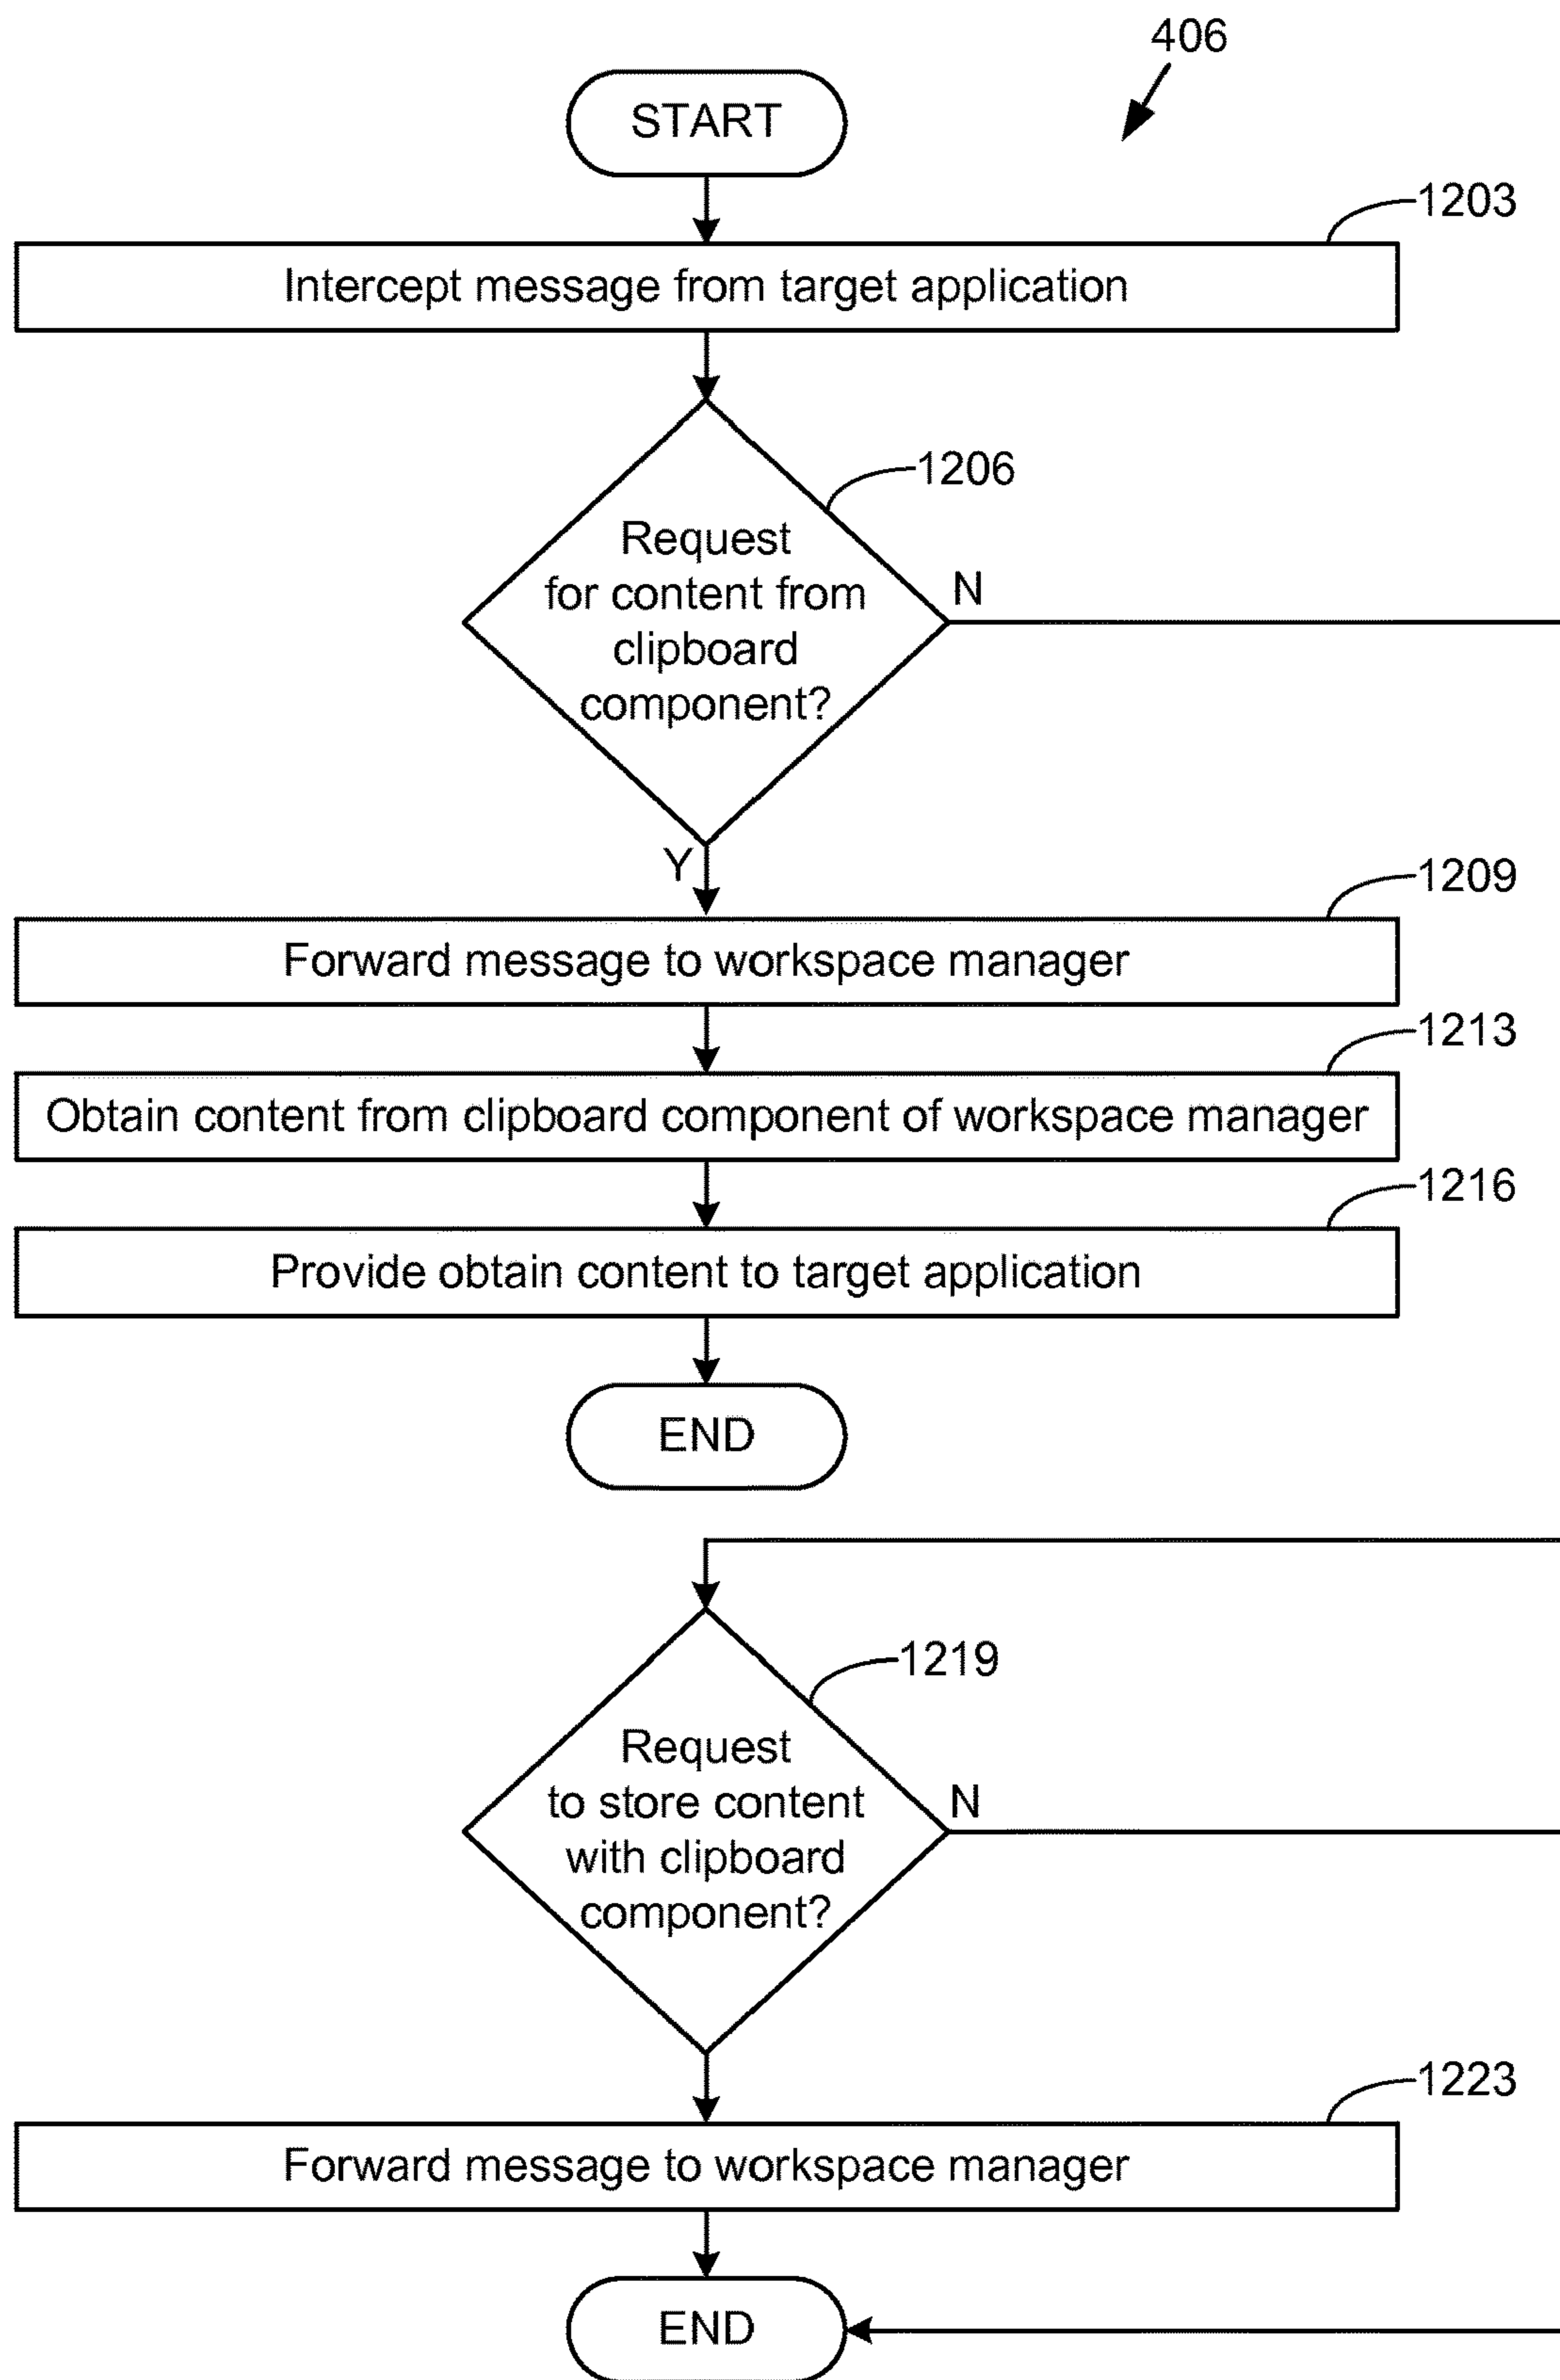 406
START
1203
Intercept message from target application
1206
Request
for content from
clipboard
component?
N
Y
1209
Forward message to workspace manager
1213
Obtain content from clipboard component of workspace manager
1216
Provide obtain content to target application
END
1219
Request
to store content
with clipboard
component?
N
1223
Forward message to workspace manager
END